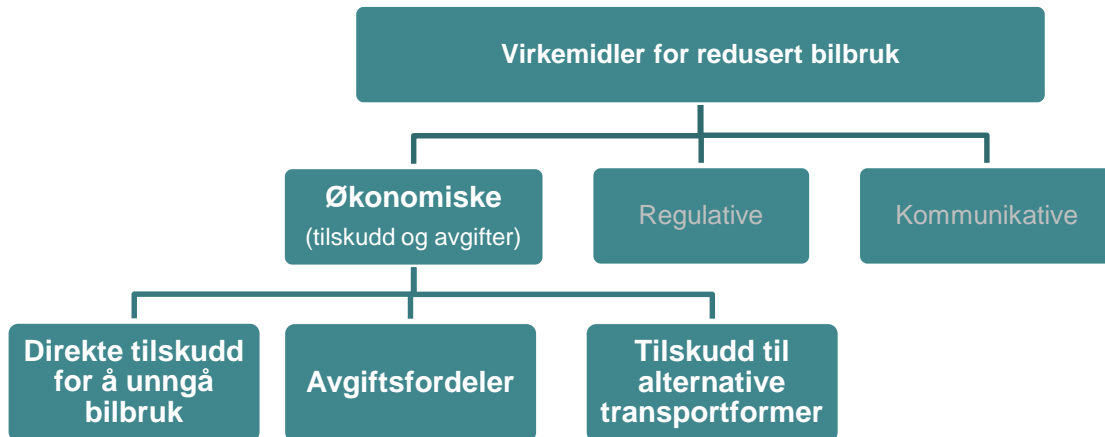 Virkemidler for redusert bilbruk
Økonomiske
(tilskudd og avgifter)
Regulative
Kommunikative
Direkte tilskudd
for å unngå
bilbruk
Avgiftsfordeler
Tilskudd til
alternative
transportformer